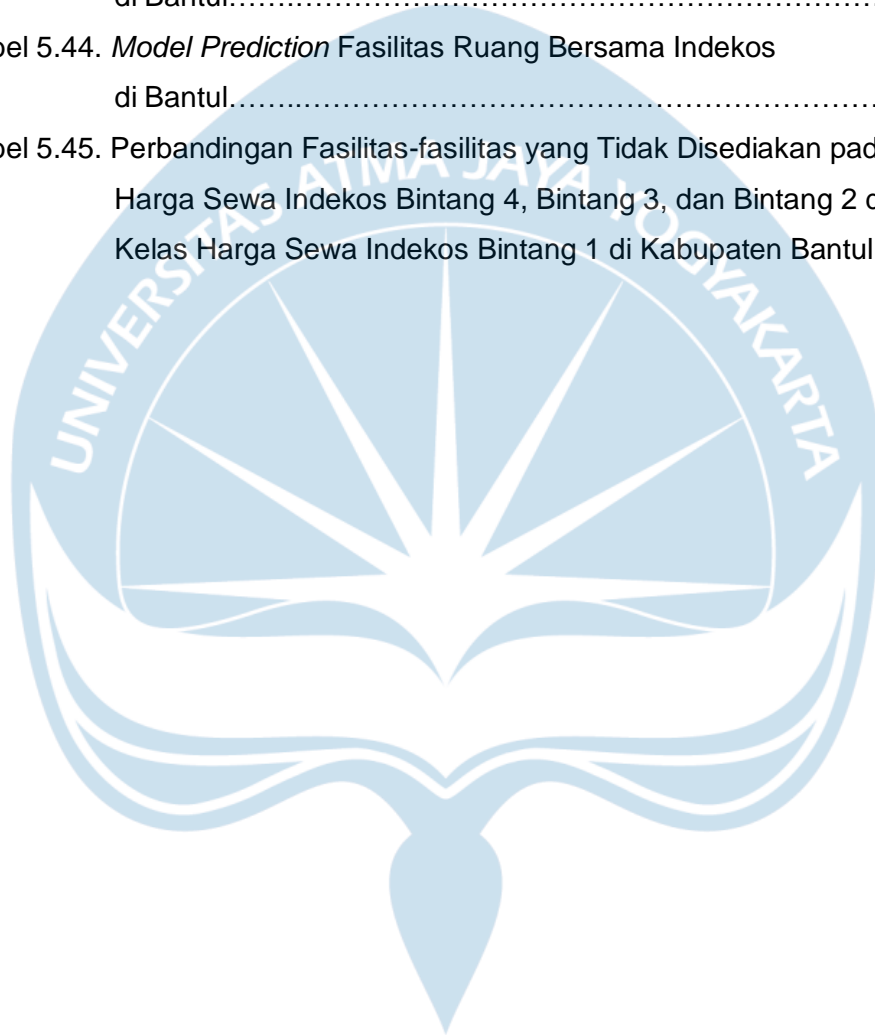 di Bantul.……..……………………………………..……………………………
bel 5.44. Model Prediction Fasilitas Ruang Bersama Indekos
di Bantul.……..……………………………………..……………………………
bel 5.45. Perbandingan Fasilitas-fasilitas yang Tidak Disediakan pad
Harga Sewa Indekos Bintang 4, Bintang 3, dan Bintang 2 d
Kelas Harga Sewa Indekos Bintang 1 di Kabupaten Bantul
UNIVERSITAS ATMA JAYA YOGYAKARTA